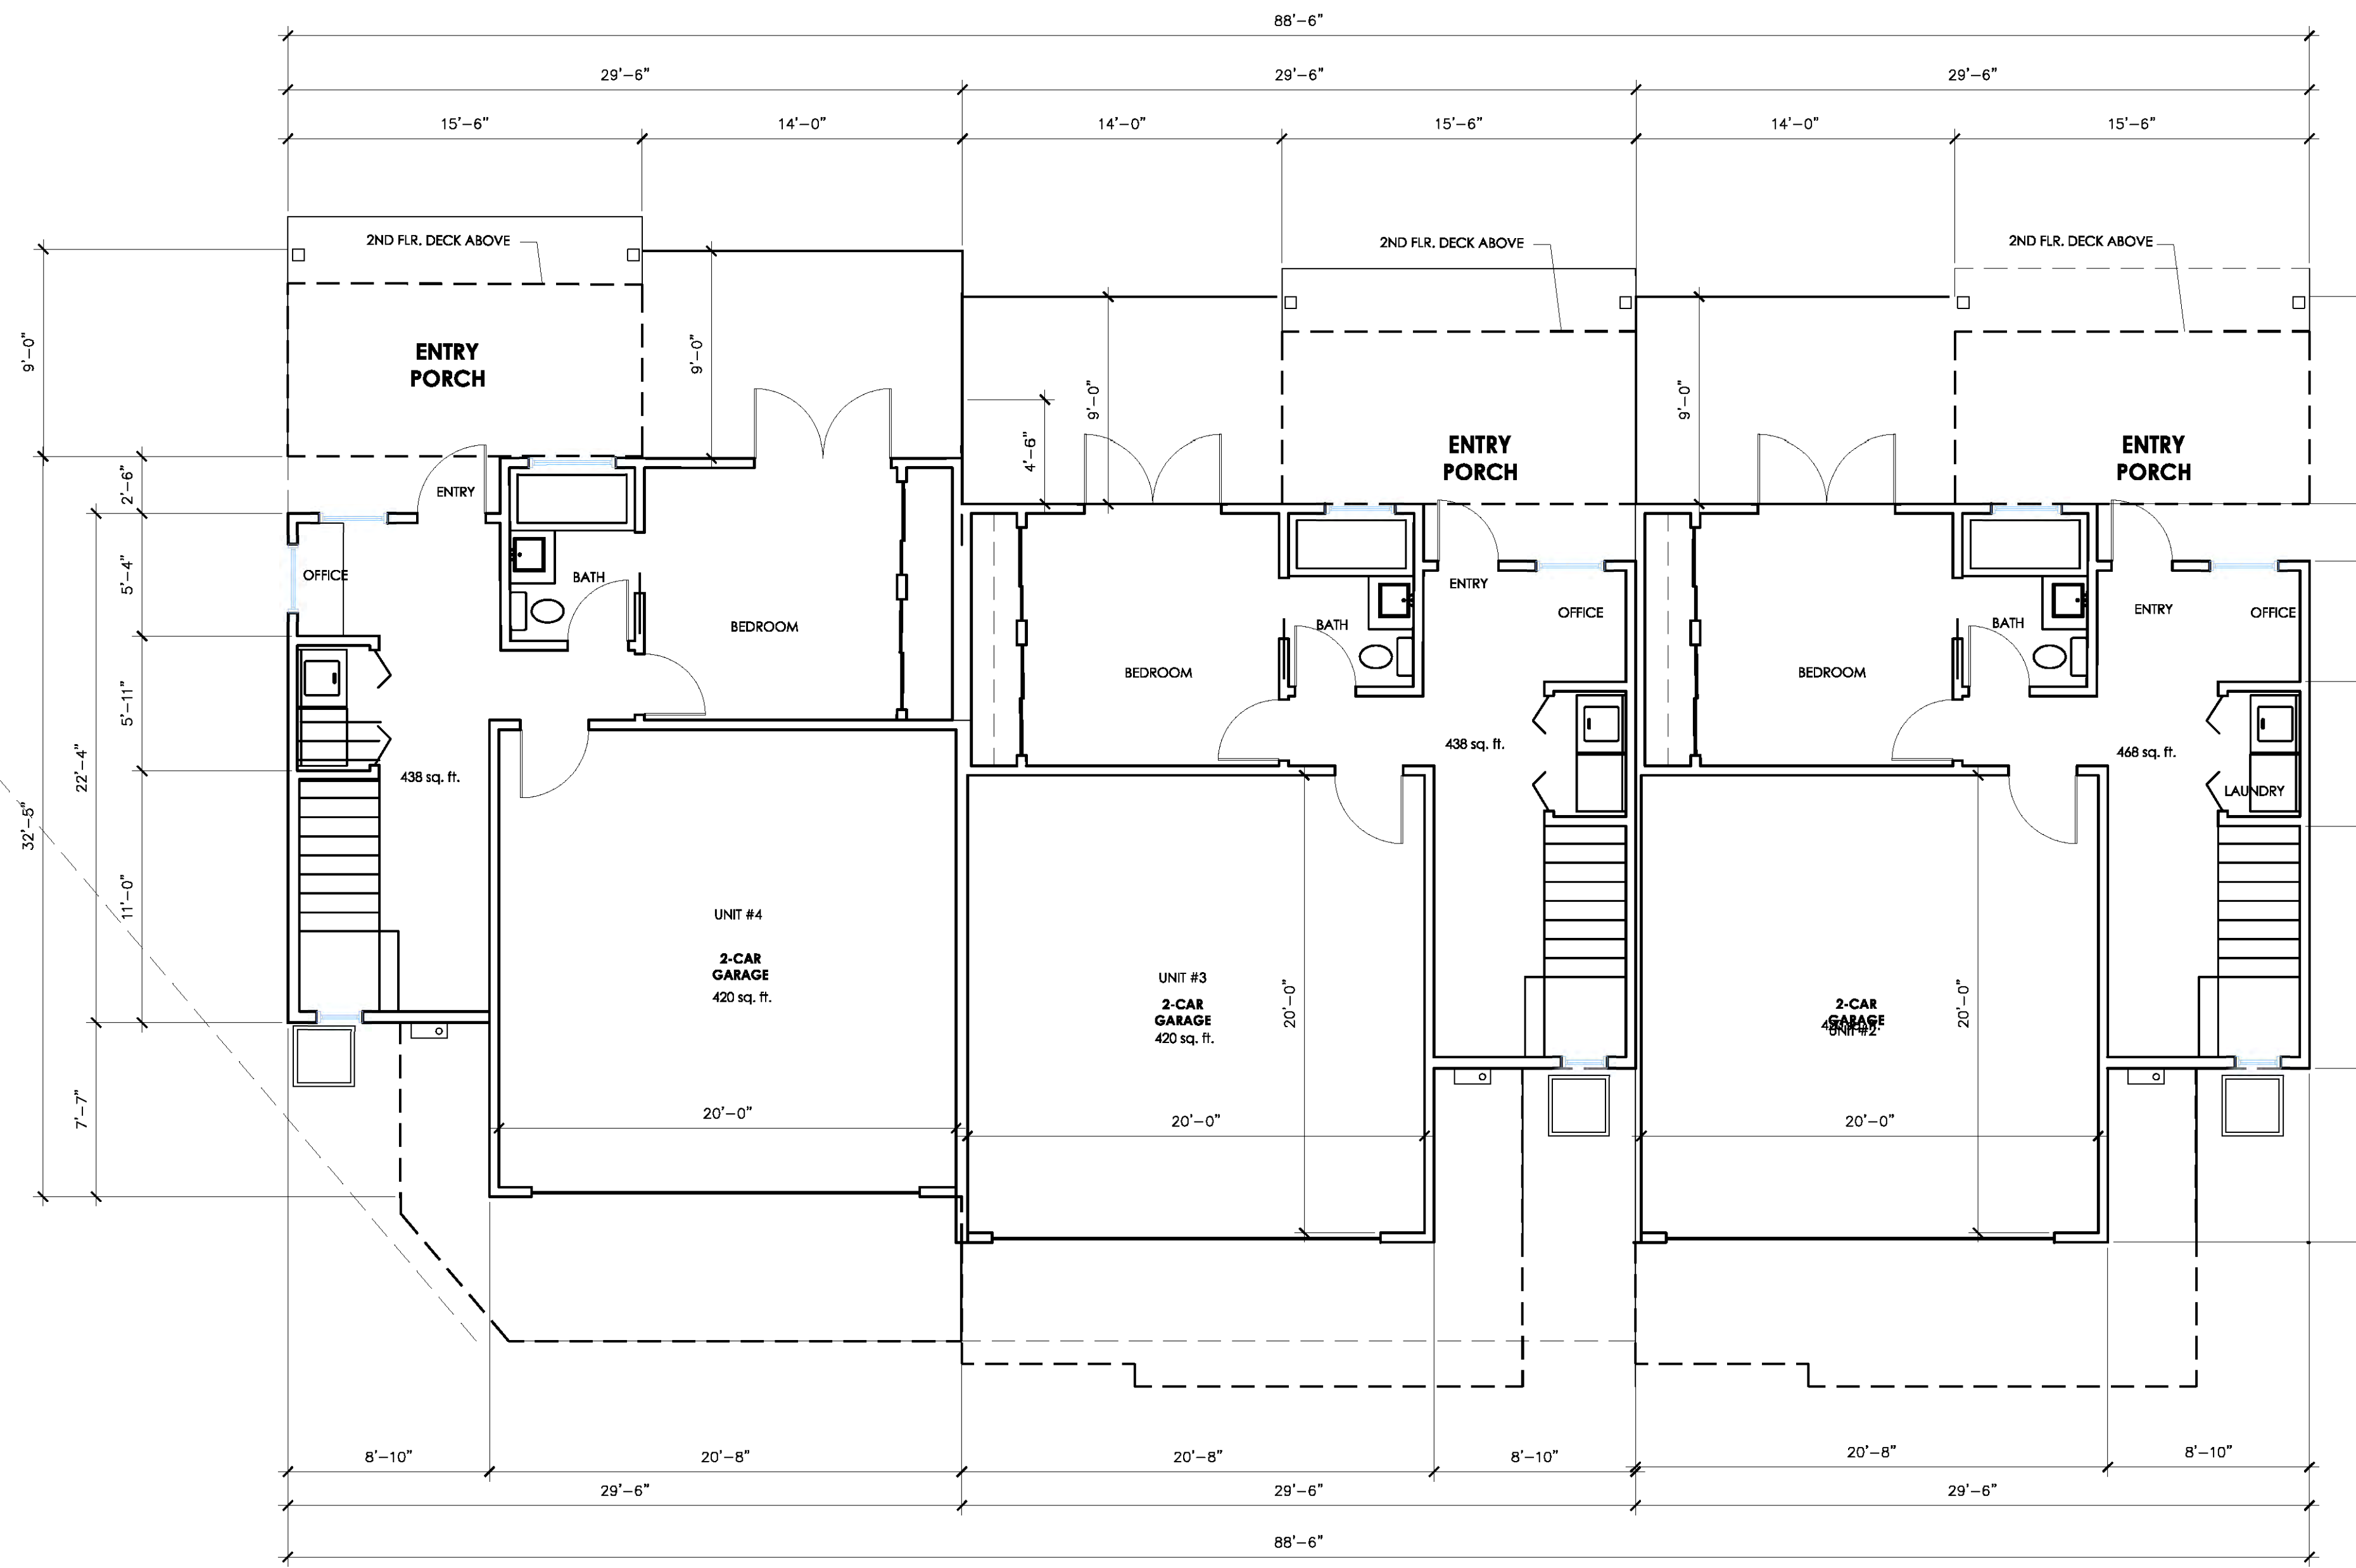 88'-6"
29'-6" 29'-6" 29'-6"
15'-6" 14'-0" 14'-0" 15'-6" 14'-0" 15'-6"
2ND FLR. DECK ABOVE 2ND FLR. DECK ABOVE 2ND FLR. DECK ABOVE
9'-0"
ENTRY
PORCH
9'-0"
9'-0"
9'-0"
4'-6"
ENTRY
PORCH
ENTRY
PORCH
2'-6"
ENTRY
5'-4"
OFFICE
BATH
BEDROOM
ENTRY
OFFICE
BATH
BEDROOM
ENTRY
OFFICE
BATH
BEDROOM
5'-11"
22'-4"
32'-5"
438 sq. ft.
438 sq. ft.
468 sq. ft.
LAUNDRY
11'-0"
UNIT #4
2-CAR
GARAGE
420 sq. ft.
UNIT #3
2-CAR
GARAGE
420 sq. ft.
20'-0"
2-CAR
GARAGE
UNIT #2
20'-0"
7'-7"
20'-0" 20'-0" 20'-0"
8'-10" 20'-8" 20'-8" 8'-10" 20'-8" 8'-10"
29'-6" 29'-6" 29'-6"
88'-6"